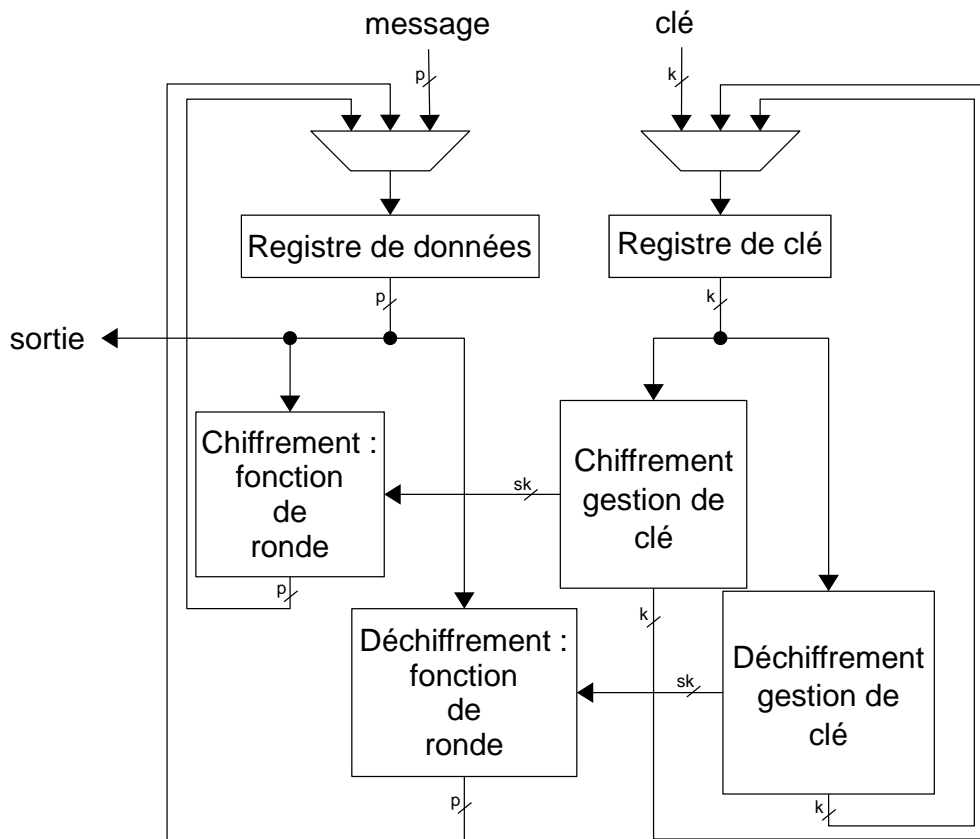 message
clé
p
k
Registre de données
Registre de clé
p
k
sortie
Chiffrement :
fonction
de
ronde
sk
Chiffrement
gestion de
clé
p
k
Déchiffrement :
fonction
de
ronde
sk
Déchiffrement
gestion de
clé
p
k